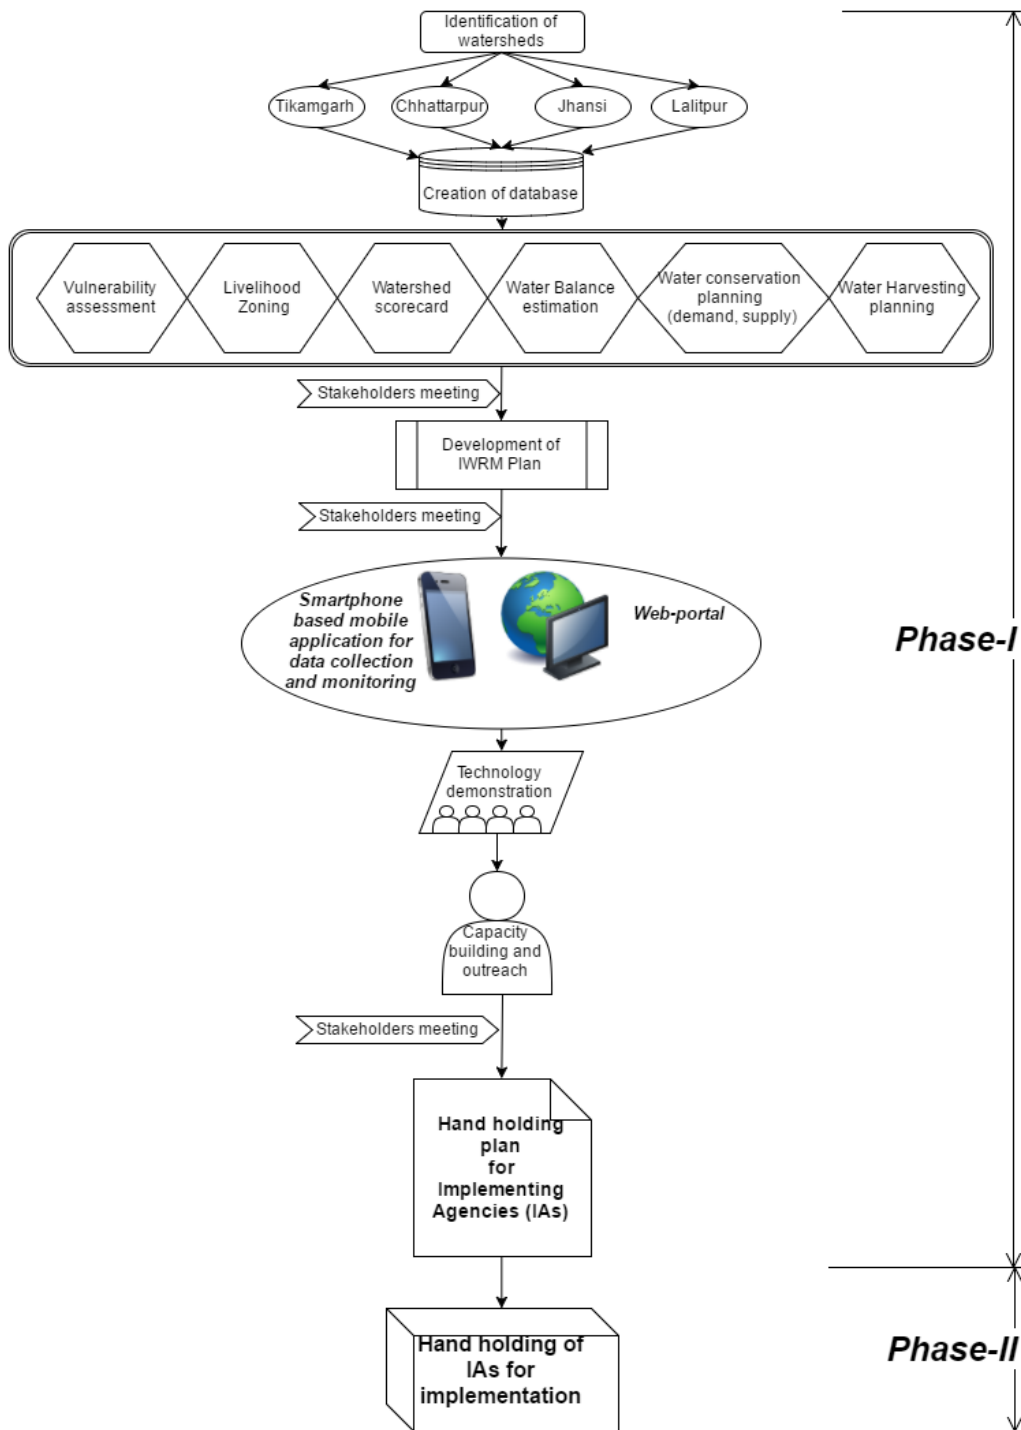 Identification of
watersheds
Tikamgarh
Chhattarpur
Jhansi
Lalitpur
Creation of database
Vulnerability
assessment
Livelihood
Zoning
Watershed
scorecard
Water Balance
estimation
Water conservation
planning
(demand, supply)
Water Harvesting
planning
Stakeholders meeting
Development of
IWRM Plan
Stakeholders meeting
Smartphone
based mobile
application for
data collection
and monitoring
Web-portal
Phase-I
Technology
demonstration
Capacity
building and
outreach
Stakeholders meeting
Hand holding
plan
for
Implementing
Agencies (IAs)
Hand holding of
IAs for
implementation
Phase-II